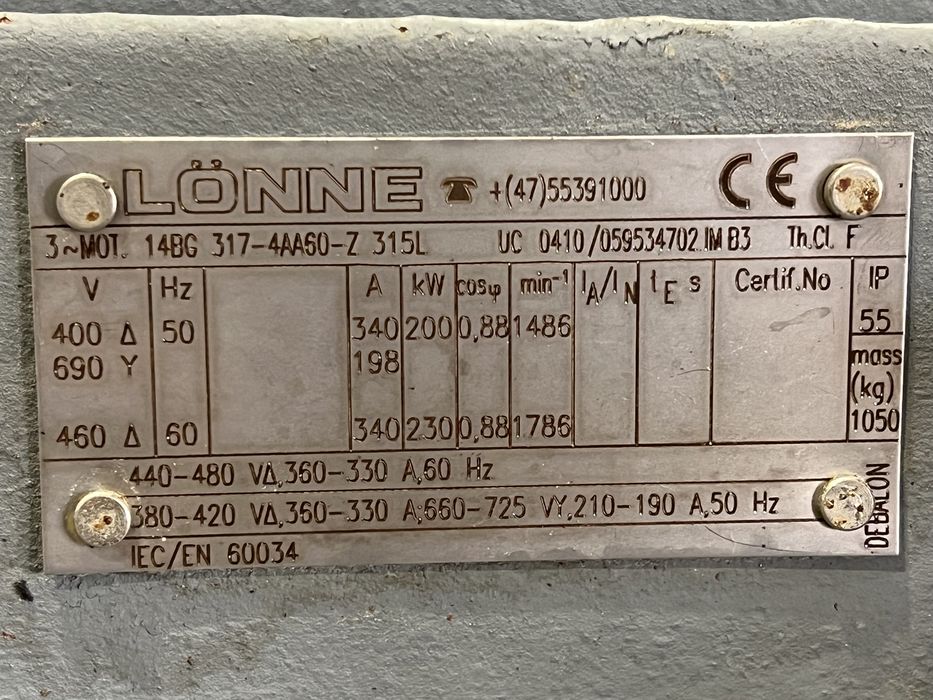 LÖNNE ☎ +(47)55391000 CE
3~MOT. 14BG 317-4AA60-Z 315L UC 0410/059534702 IM B3 Th.Cl. F
V Hz A kW cosφ min⁻¹ IA/IN tE s Certif.No IP
400 Δ 50 340 200 0,88 1486 55
690 Y 198 mass
(kg)
460 Δ 60 340 230 0,88 1786 1050
440-480 VΔ,360-330 A,60 Hz
380-420 VΔ,360-330 A;660-725 VY,210-190 A,50 Hz
IEC/EN 60034
DEBALON